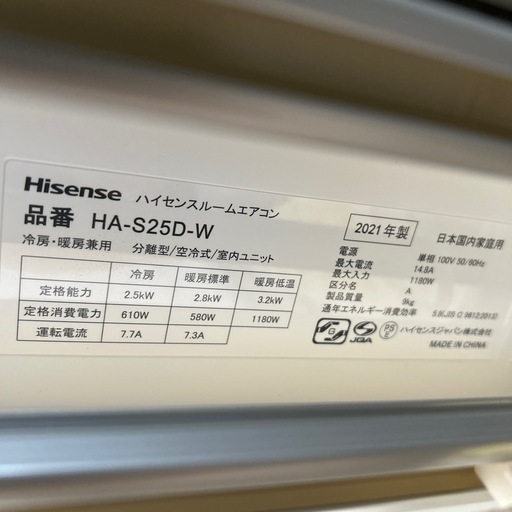 Hisense ハイセンスルームエアコン
品番 HA-S25D-W
冷房・暖房兼用 分離型/空冷式/室内ユニット
冷房 暖房標準 暖房低温
定格能力 2.5kW 2.8kW 3.2kW
定格消費電力 610W 580W 1180W
運転電流 7.7A 7.3A
2021年製 日本国内家庭用
電源 単相 100V 50/60Hz
最大電流 14.8A
最大入力 1180W
区分名 A
製品質量 9kg
通年エネルギー消費効率 5.8(JIS C 9612:2013)
G JQA PS E ハイセンスジャパン株式会社
MADE IN CHINA